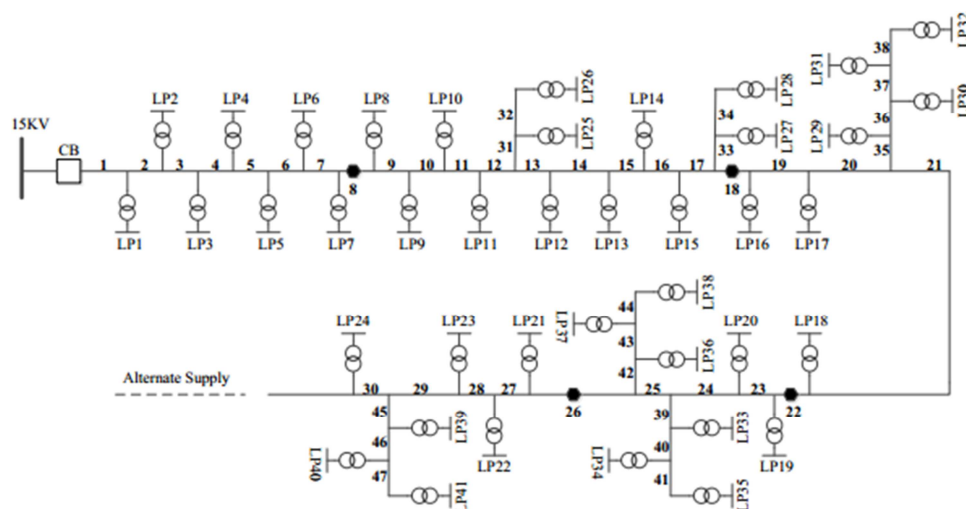 LP32
38
LP31
37
LP26
LP28
LP30
LP2 LP4 LP6 LP8 LP10 LP14
32
34
36
15KV
LP25
LP27
LP29
CB
31
33
35
1 2 3 4 5 6 7 9 10 11 12 13 14 15 16 17 19 20 21
8
18
LP1 LP3 LP5 LP7 LP9 LP11 LP12 LP13 LP15 LP16 LP17
LP38
44
LP24 LP23 LP21 LP37 LP20 LP18
43
LP36
Alternate Supply
42
30 29 28 27 25 24 23
26
22
45
LP39
39
LP33
46
40
LP40
LP34
LP22
LP19
47
41
LP41
LP35